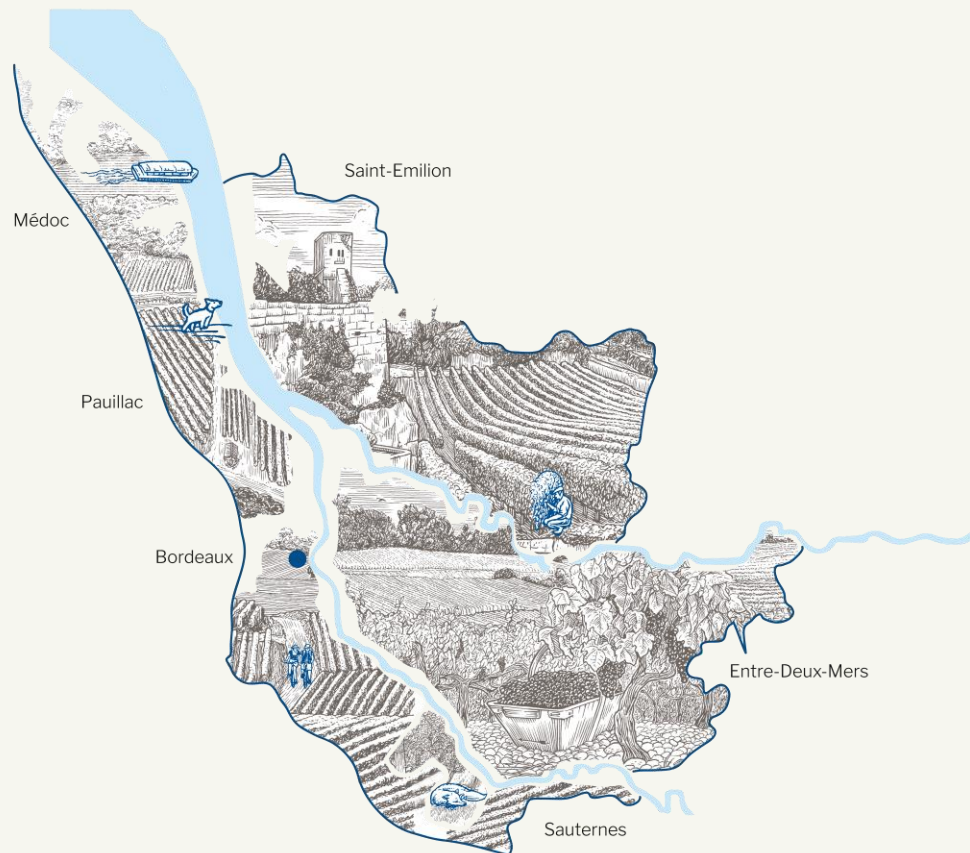 Saint-Emilion
Médoc
Pauillac
Bordeaux
Entre-Deux-Mers
Sauternes